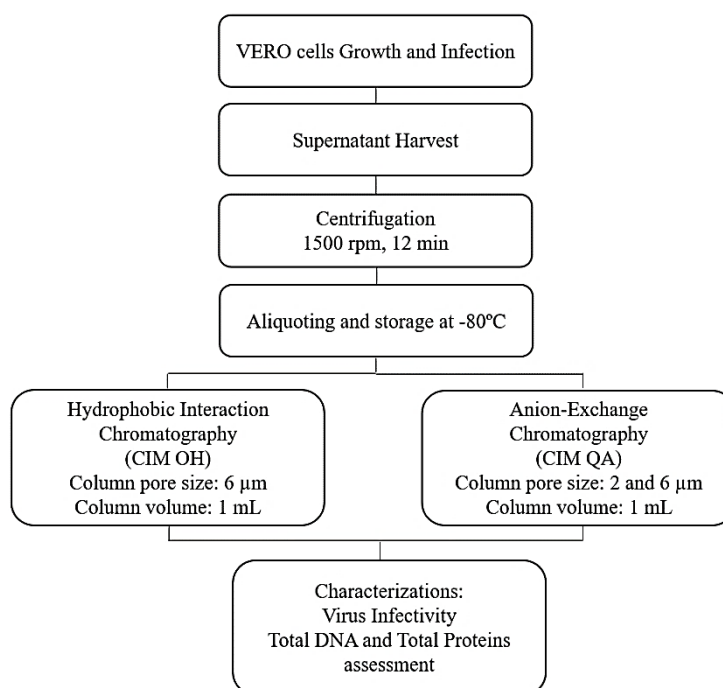 VERO cells Growth and Infection
Supernatant Harvest
Centrifugation
1500 rpm, 12 min
Aliquoting and storage at -80ºC
Hydrophobic Interaction
Chromatography
(CIM OH)
Column pore size: 6 µm
Column volume: 1 mL
Anion-Exchange
Chromatography
(CIM QA)
Column pore size: 2 and 6 µm
Column volume: 1 mL
Characterizations:
Virus Infectivity
Total DNA and Total Proteins
assessment